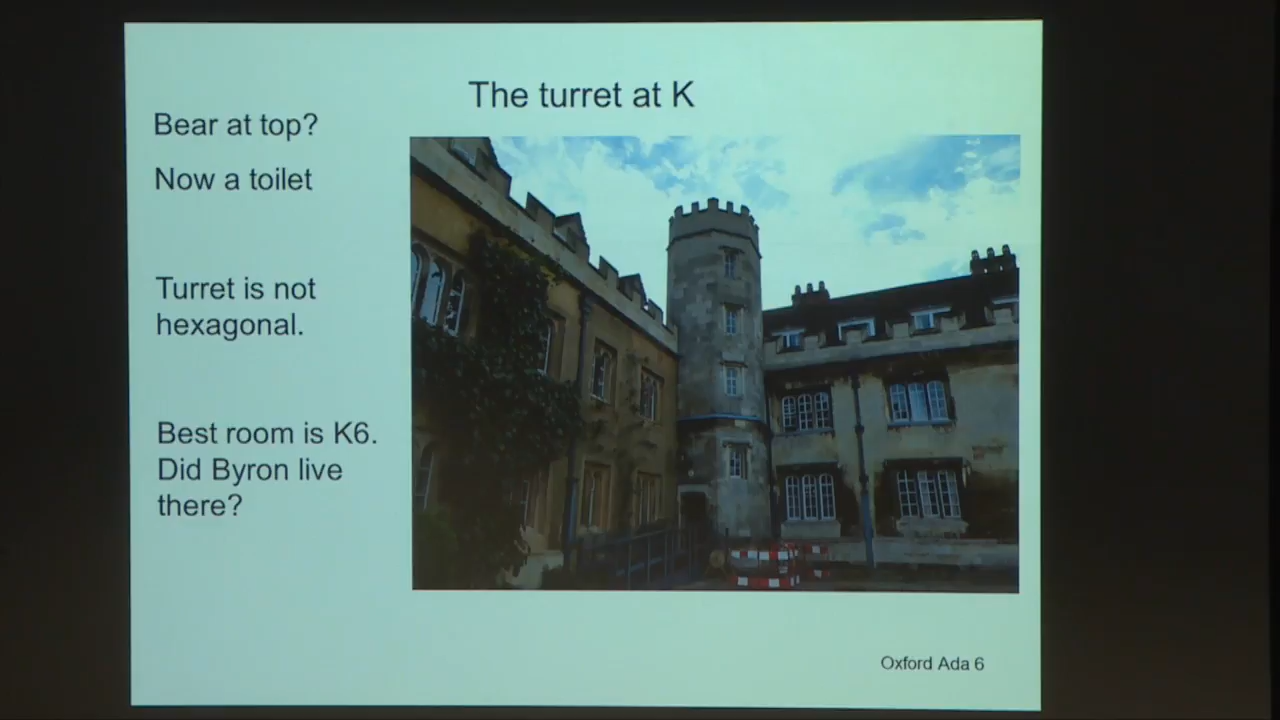 The turret at K
Bear at top?
Now a toilet
Turret is not
hexagonal.
Best room is K6.
Did Byron live
there?
Oxford Ada 6